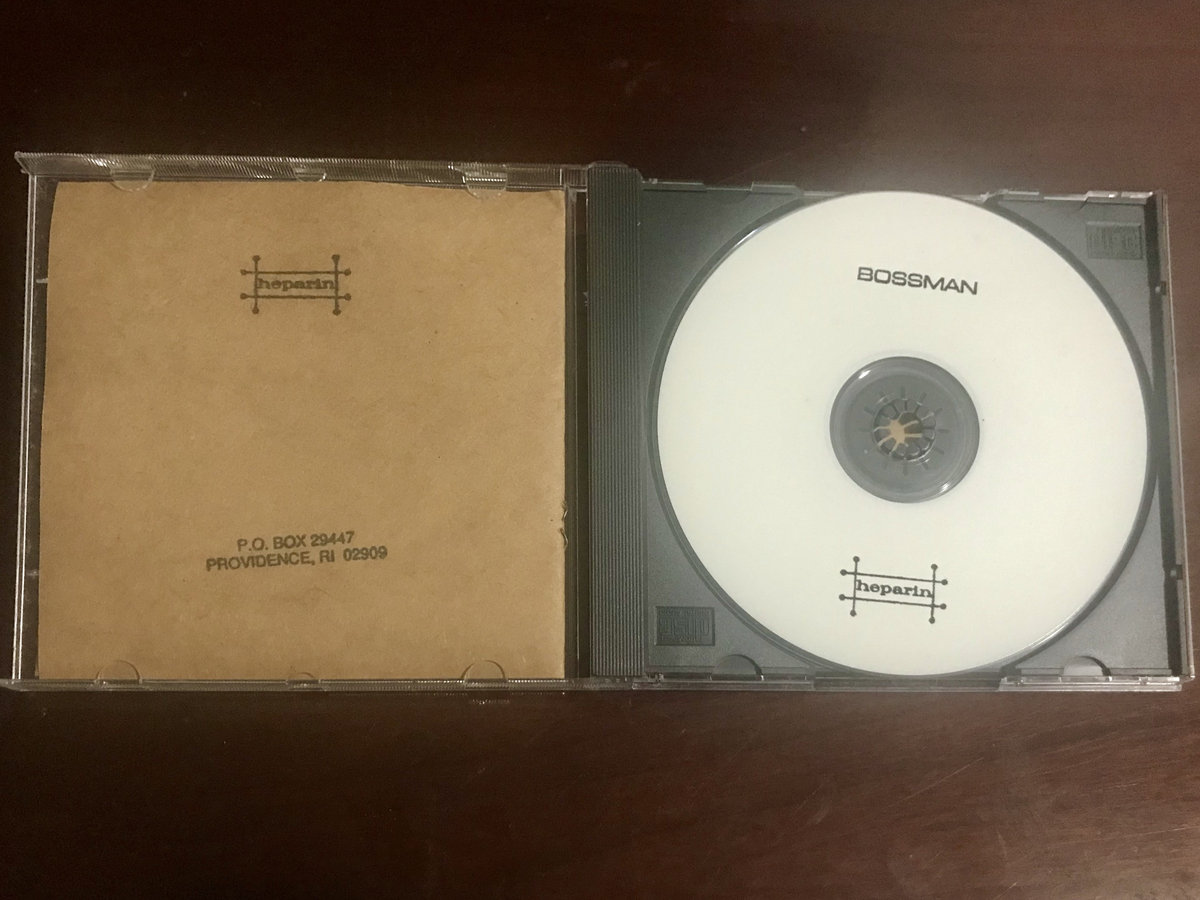 heparin
P.O. BOX 29447
PROVIDENCE, RI 02909
BOSSMAN
heparin